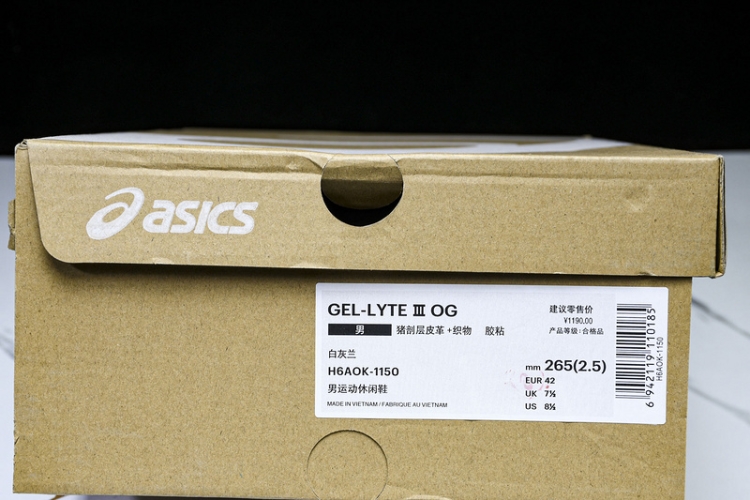 asics
GEL-LYTE Ⅲ OG
男 猪剖层皮革+织物 胶粘
白灰兰
H6AOK-1150
男运动休闲鞋
MADE IN VIETNAM / FABRIQUE AU VIETNAM
建议零售价
¥1190.00
产品等级:合格品
mm 265(2.5)
EUR 42
UK 7½
US 8½
6 942119 110185
H6AOK-1150